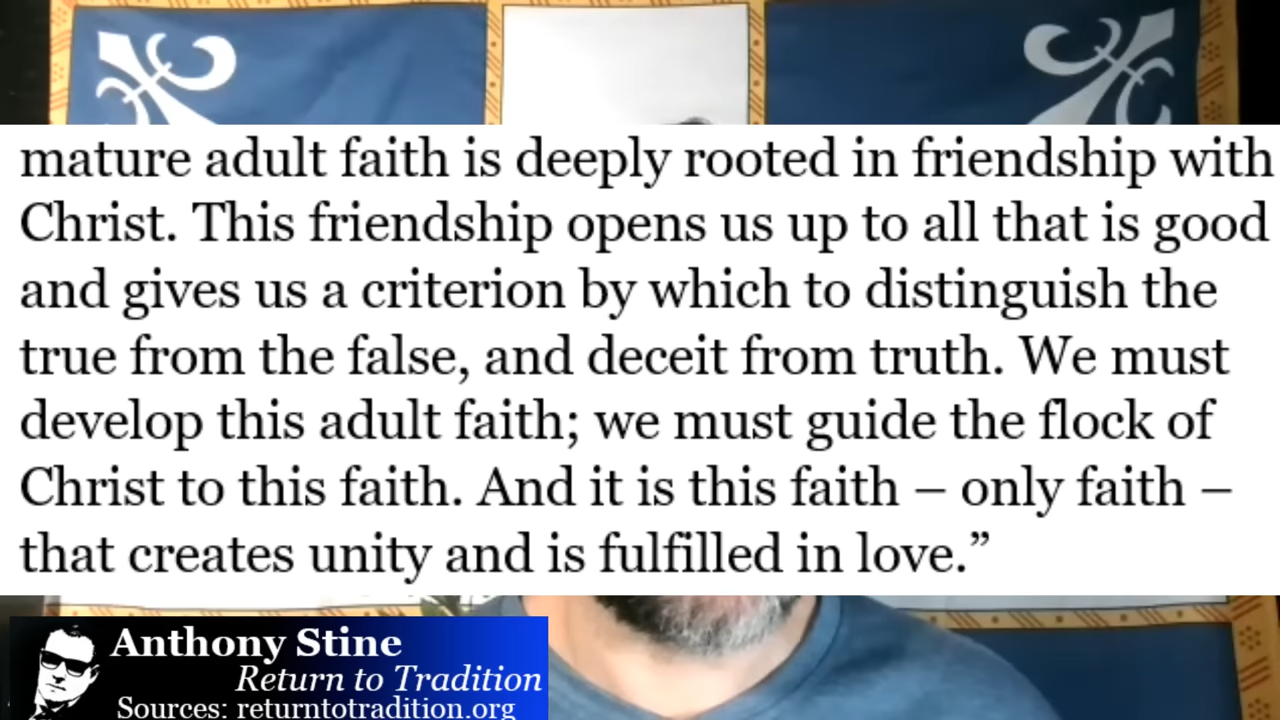 mature adult faith is deeply rooted in friendship with
Christ. This friendship opens us up to all that is good
and gives us a criterion by which to distinguish the
true from the false, and deceit from truth. We must
develop this adult faith; we must guide the flock of
Christ to this faith. And it is this faith – only faith –
that creates unity and is fulfilled in love.”
Anthony Stine
Return to Tradition
Sources: returntotradition.org